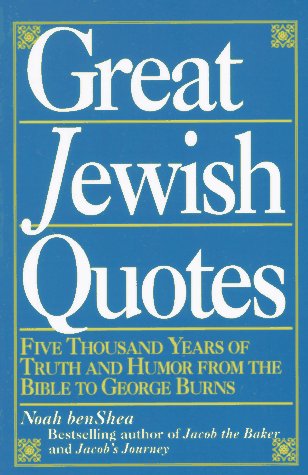 Great
Jewish
Quotes
FIVE THOUSAND YEARS OF
TRUTH AND HUMOR FROM THE
BIBLE TO GEORGE BURNS
Noah benShea
Bestselling author of Jacob the Baker
and Jacob's Journey